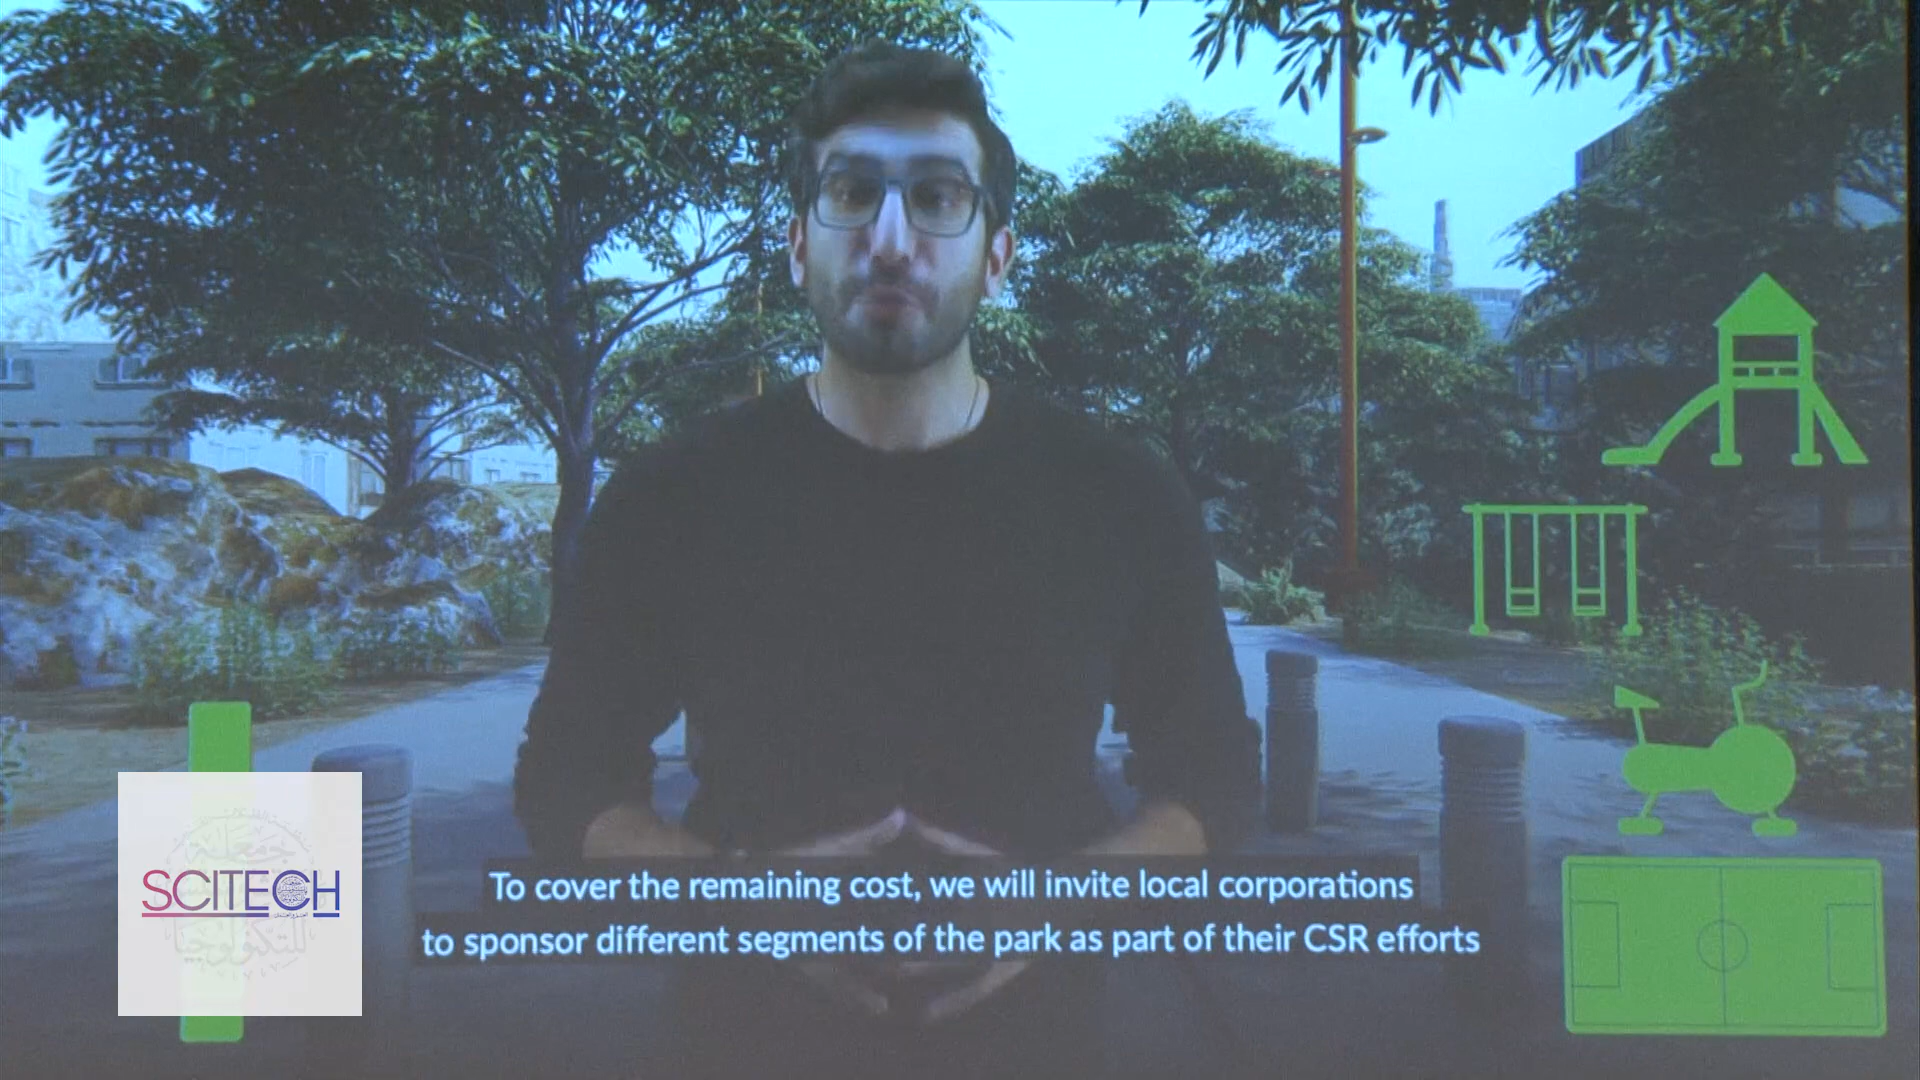 To cover the remaining cost, we will invite local corporations
to sponsor different segments of the park as part of their CSR efforts
SCITECH